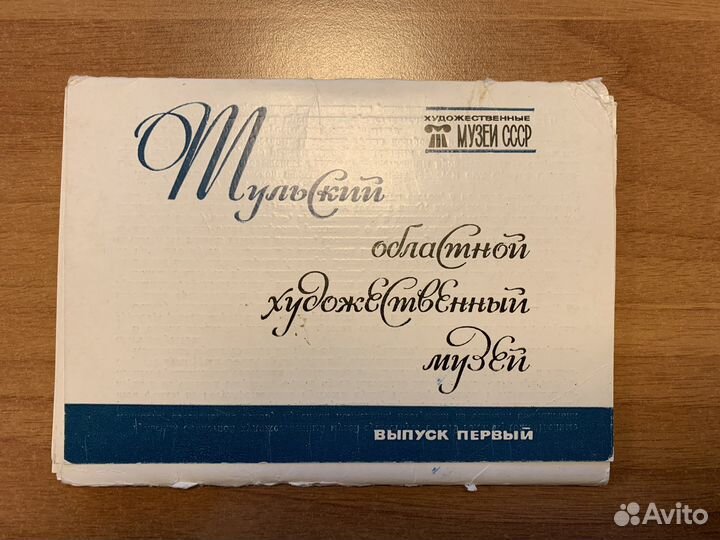 ХУДОЖЕСТВЕННЫЕ
МУЗЕИ СССР
Тульский
областной
художественный
музей
ВЫПУСК ПЕРВЫЙ
Avito